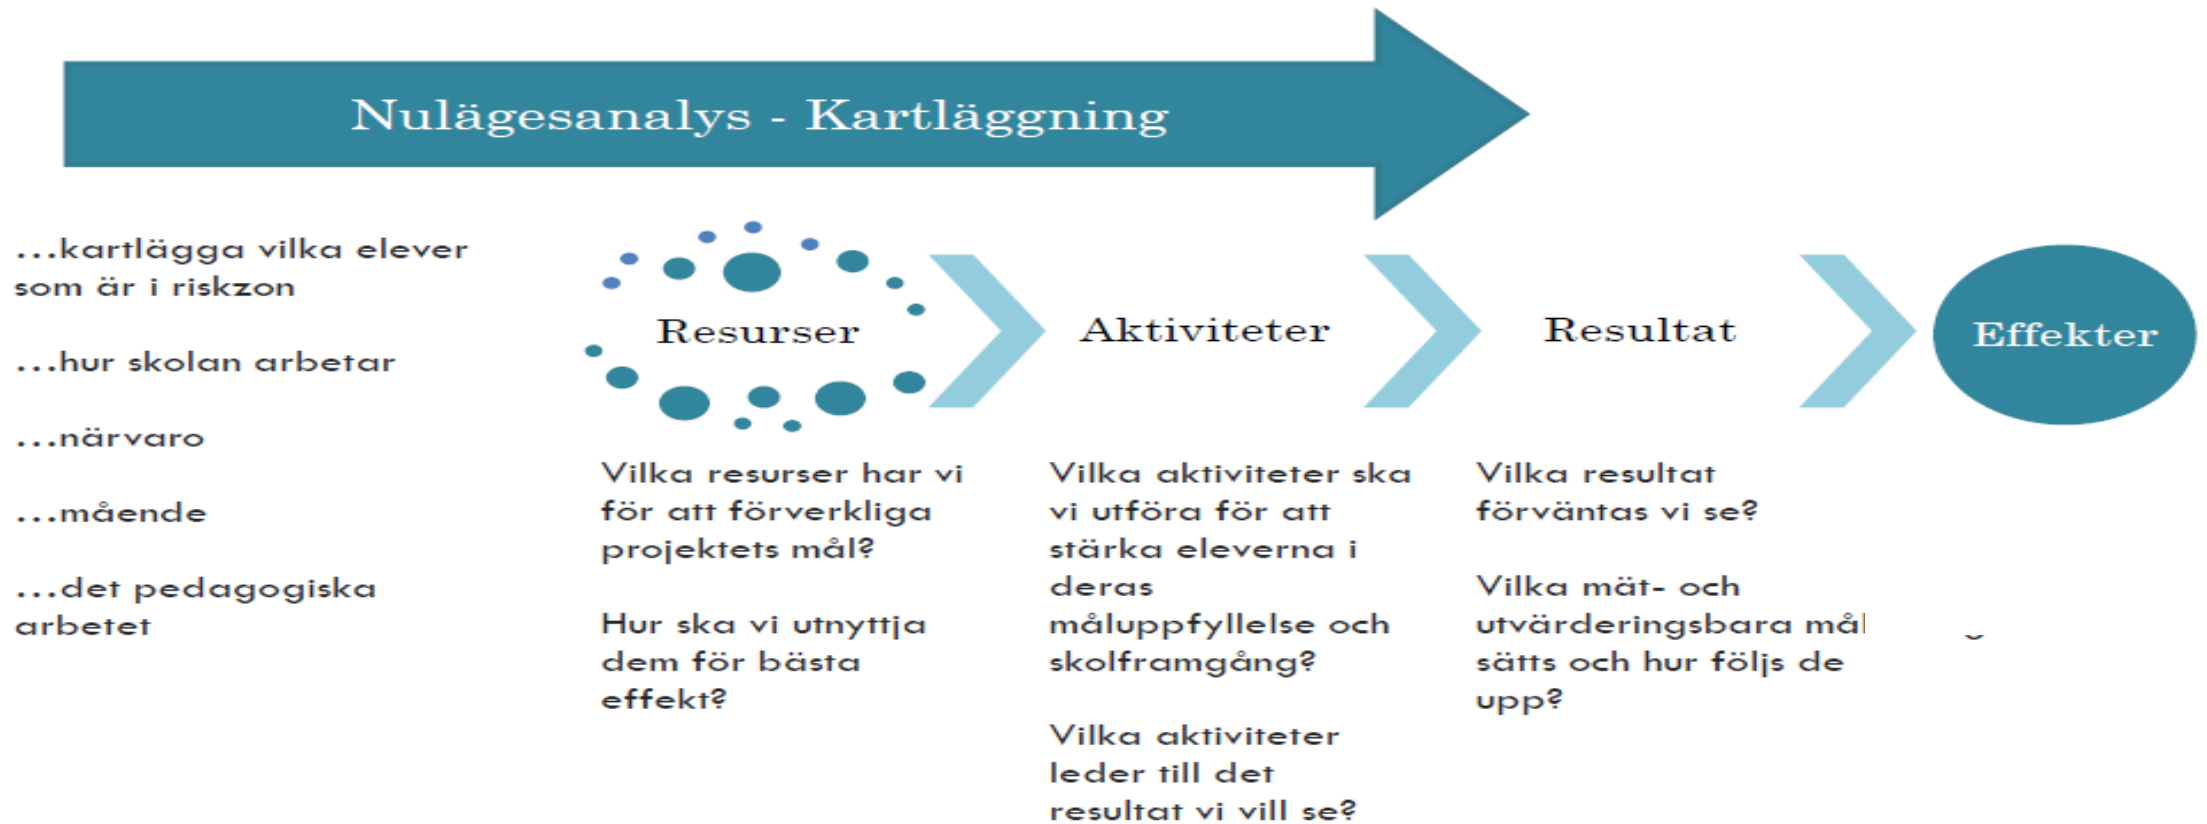 Nulägesanalys - Kartläggning
...kartlägga vilka elever
som är i riskzon
...hur skolan arbetar
...närvaro
...mående
...det pedagogiska
arbetet
Resurser
Vilka resurser har vi
för att förverkliga
projektets mål?
Hur ska vi utnyttja
dem för bästa
effekt?
Aktiviteter
Vilka aktiviteter ska
vi utföra för att
stärka eleverna i
deras
måluppfyllelse och
skolframgång?
Vilka aktiviteter
leder till det
resultat vi vill se?
Resultat
Vilka resultat
förväntas vi se?
Vilka mät- och
utvärderingsbara mål
sätts och hur följs de
upp?
Effekter